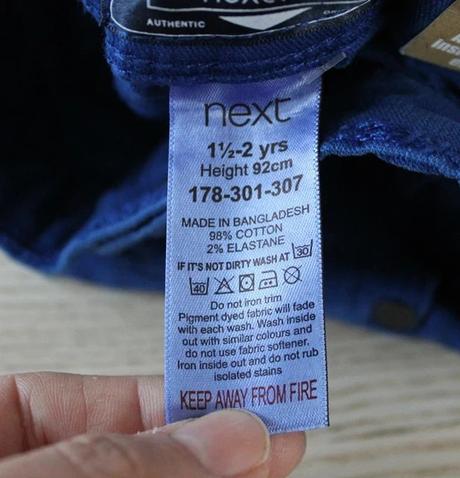 AUTHENTIC
next
1½-2 yrs
Height 92cm
178-301-307
MADE IN BANGLADESH
98% COTTON
2% ELASTANE
IF IT'S NOT DIRTY WASH AT 30
40
Do not iron trim
Pigment dyed fabric will fade
with each wash. Wash inside
out with similar colours and
do not use fabric softener.
Iron inside out and do not rub
isolated stains
KEEP AWAY FROM FIRE